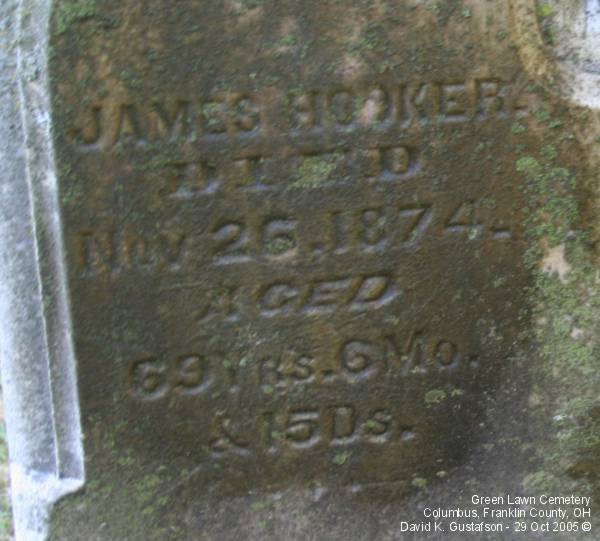 JAMES HOOKER.
DIED
Nov 26, 1874.
AGED
69 Yrs. 6 Mo.
& 15 Ds.
Green Lawn Cemetery
Columbus, Franklin County, OH
David K. Gustafson - 29 Oct 2005 ©